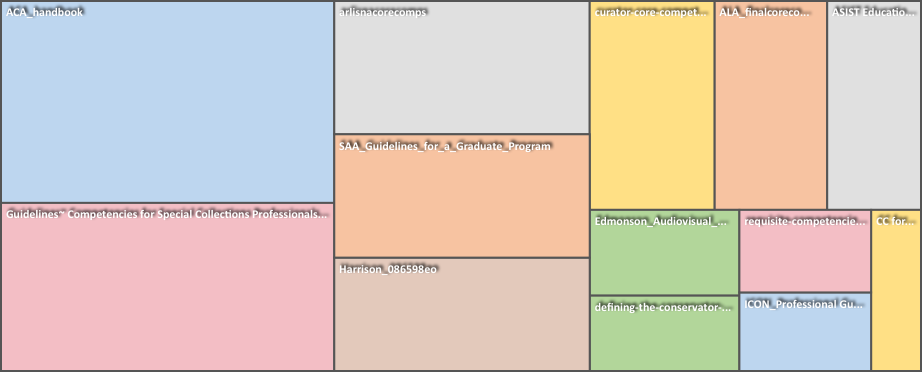 ACA_handbook
Guidelines~ Competencies for Special Collections Professionals...
arlisnacorecomps
SAA_Guidelines_for_a_Graduate_Program
Harrison_086598eo
curator-core-compet...
ALA_finalcoreco...
ASIST Educatio...
Edmonson_Audiovisual_...
defining-the-conservator-...
requisite-competencie...
ICON_Professional Gu...
CC for...